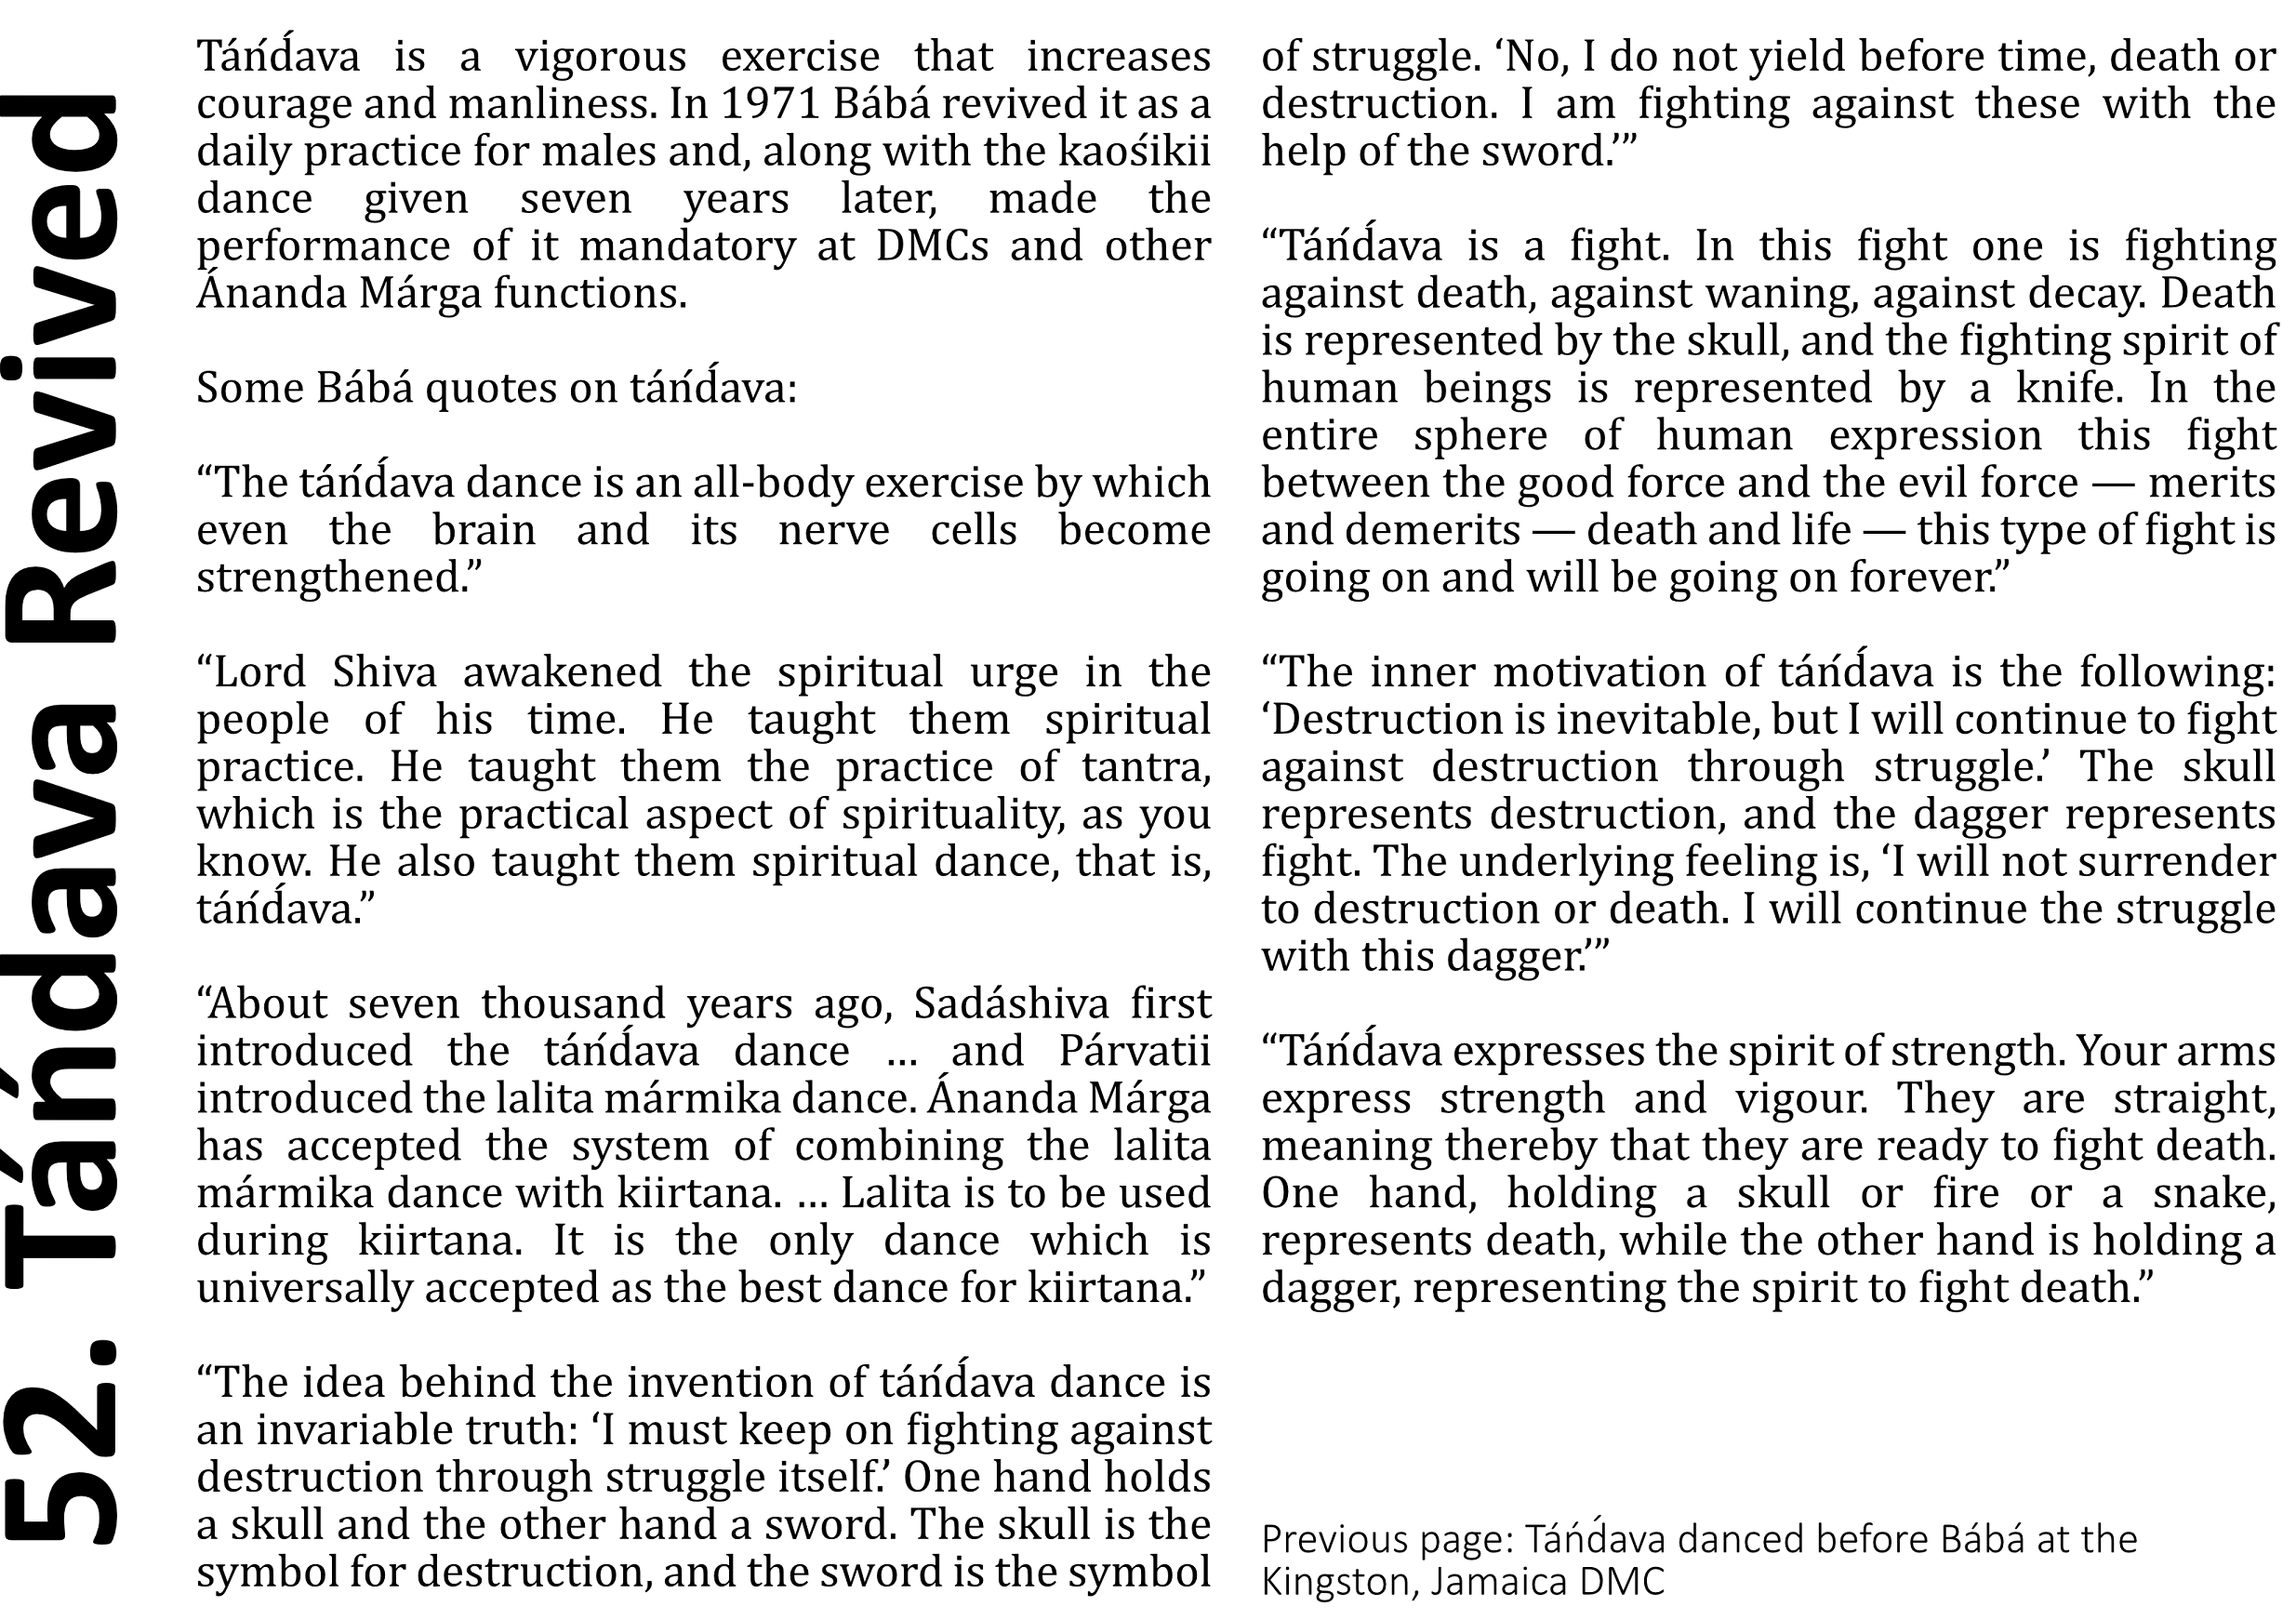 52. Táńdava Revived
Táńd́ava is a vigorous exercise that increases
courage and manliness. In 1971 Bábá revived it as a
daily practice for males and, along with the kaośikii
dance given seven years later, made the
performance of it mandatory at DMCs and other
Ánanda Márga functions.
Some Bábá quotes on táńd́ava:
“The táńd́ava dance is an all-body exercise by which
even the brain and its nerve cells become
strengthened.”
“Lord Shiva awakened the spiritual urge in the
people of his time. He taught them spiritual
practice. He taught them the practice of tantra,
which is the practical aspect of spirituality, as you
know. He also taught them spiritual dance, that is,
táńd́ava.”
“About seven thousand years ago, Sadáshiva first
introduced the táńd́ava dance ... and Párvatii
introduced the lalita mármika dance. Ánanda Márga
has accepted the system of combining the lalita
mármika dance with kiirtana. ... Lalita is to be used
during kiirtana. It is the only dance which is
universally accepted as the best dance for kiirtana.”
“The idea behind the invention of táńd́ava dance is
an invariable truth: ‘I must keep on fighting against
destruction through struggle itself.’ One hand holds
a skull and the other hand a sword. The skull is the
symbol for destruction, and the sword is the symbol
of struggle. ‘No, I do not yield before time, death or
destruction. I am fighting against these with the
help of the sword.’”
“Táńd́ava is a fight. In this fight one is fighting
against death, against waning, against decay. Death
is represented by the skull, and the fighting spirit of
human beings is represented by a knife. In the
entire sphere of human expression this fight
between the good force and the evil force — merits
and demerits — death and life — this type of fight is
going on and will be going on forever.”
“The inner motivation of táńd́ava is the following:
‘Destruction is inevitable, but I will continue to fight
against destruction through struggle.’ The skull
represents destruction, and the dagger represents
fight. The underlying feeling is, ‘I will not surrender
to destruction or death. I will continue the struggle
with this dagger.’”
“Táńd́ava expresses the spirit of strength. Your arms
express strength and vigour. They are straight,
meaning thereby that they are ready to fight death.
One hand, holding a skull or fire or a snake,
represents death, while the other hand is holding a
dagger, representing the spirit to fight death.”
Previous page: Táńd́ava danced before Bábá at the
Kingston, Jamaica DMC